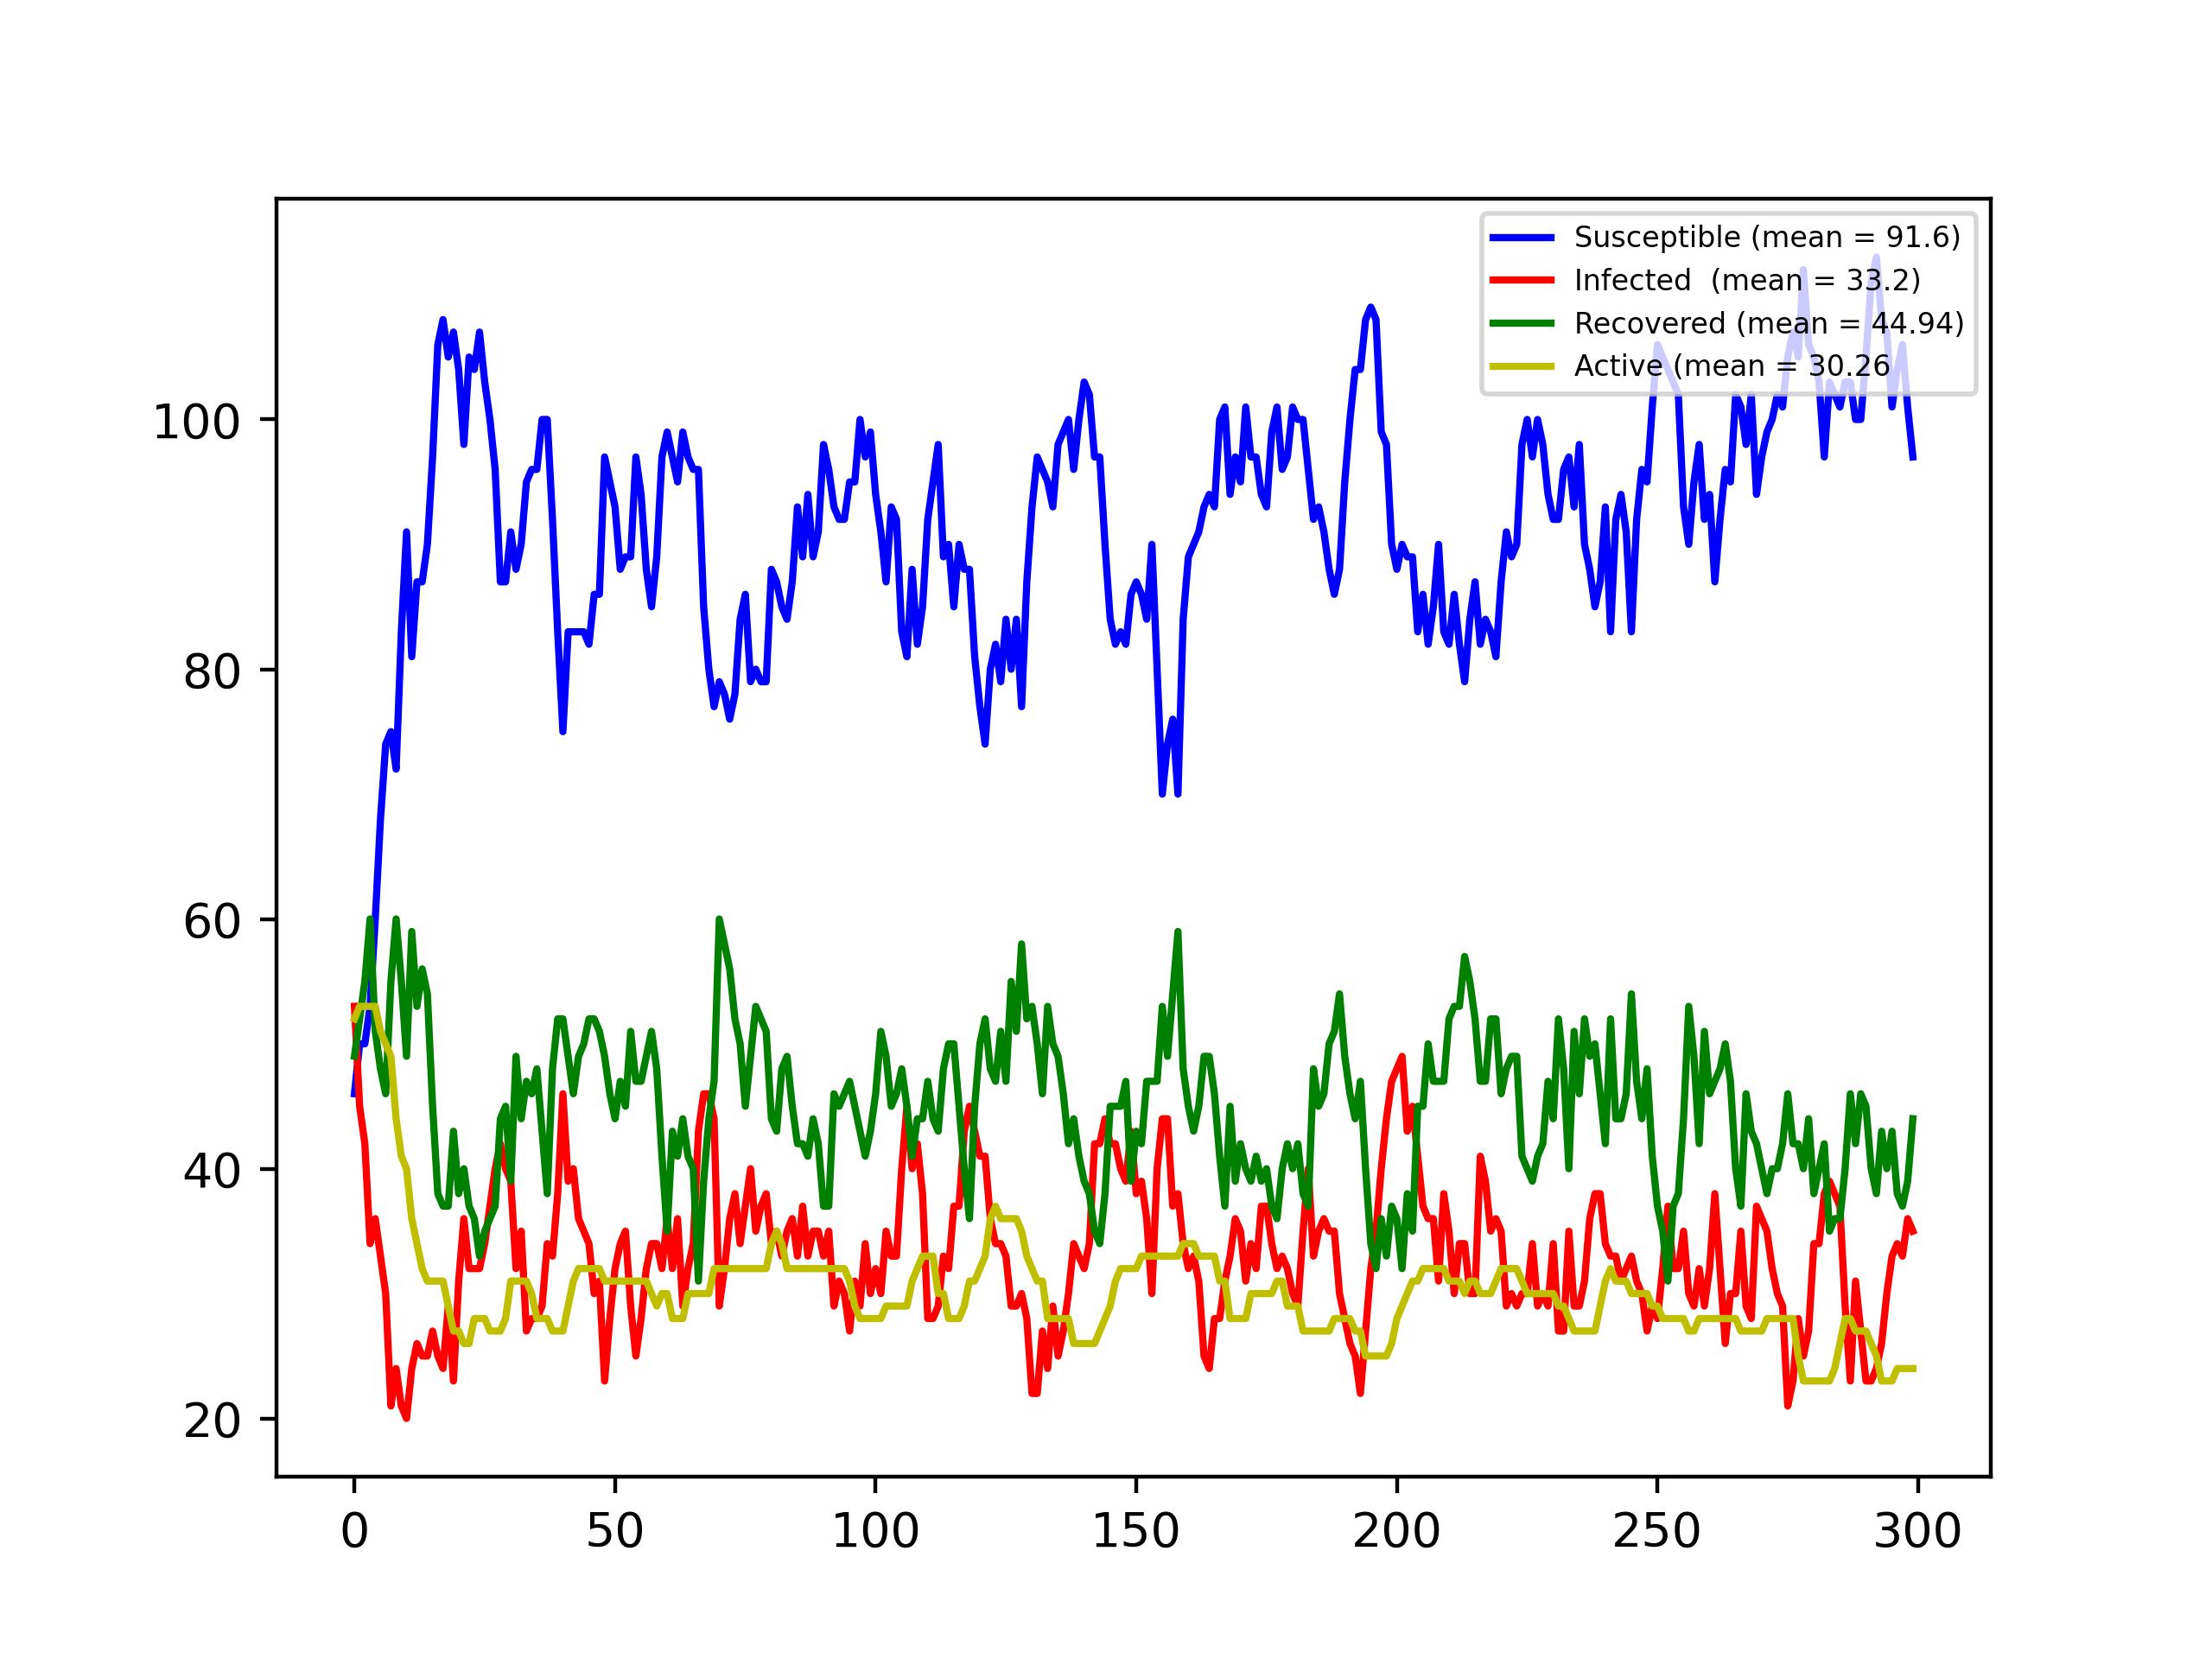 Susceptible (mean = 91.6)
Infected  (mean = 33.2)
Recovered (mean = 44.94)
Active (mean = 30.26
100
80
60
40
20
0 50 100 150 200 250 300